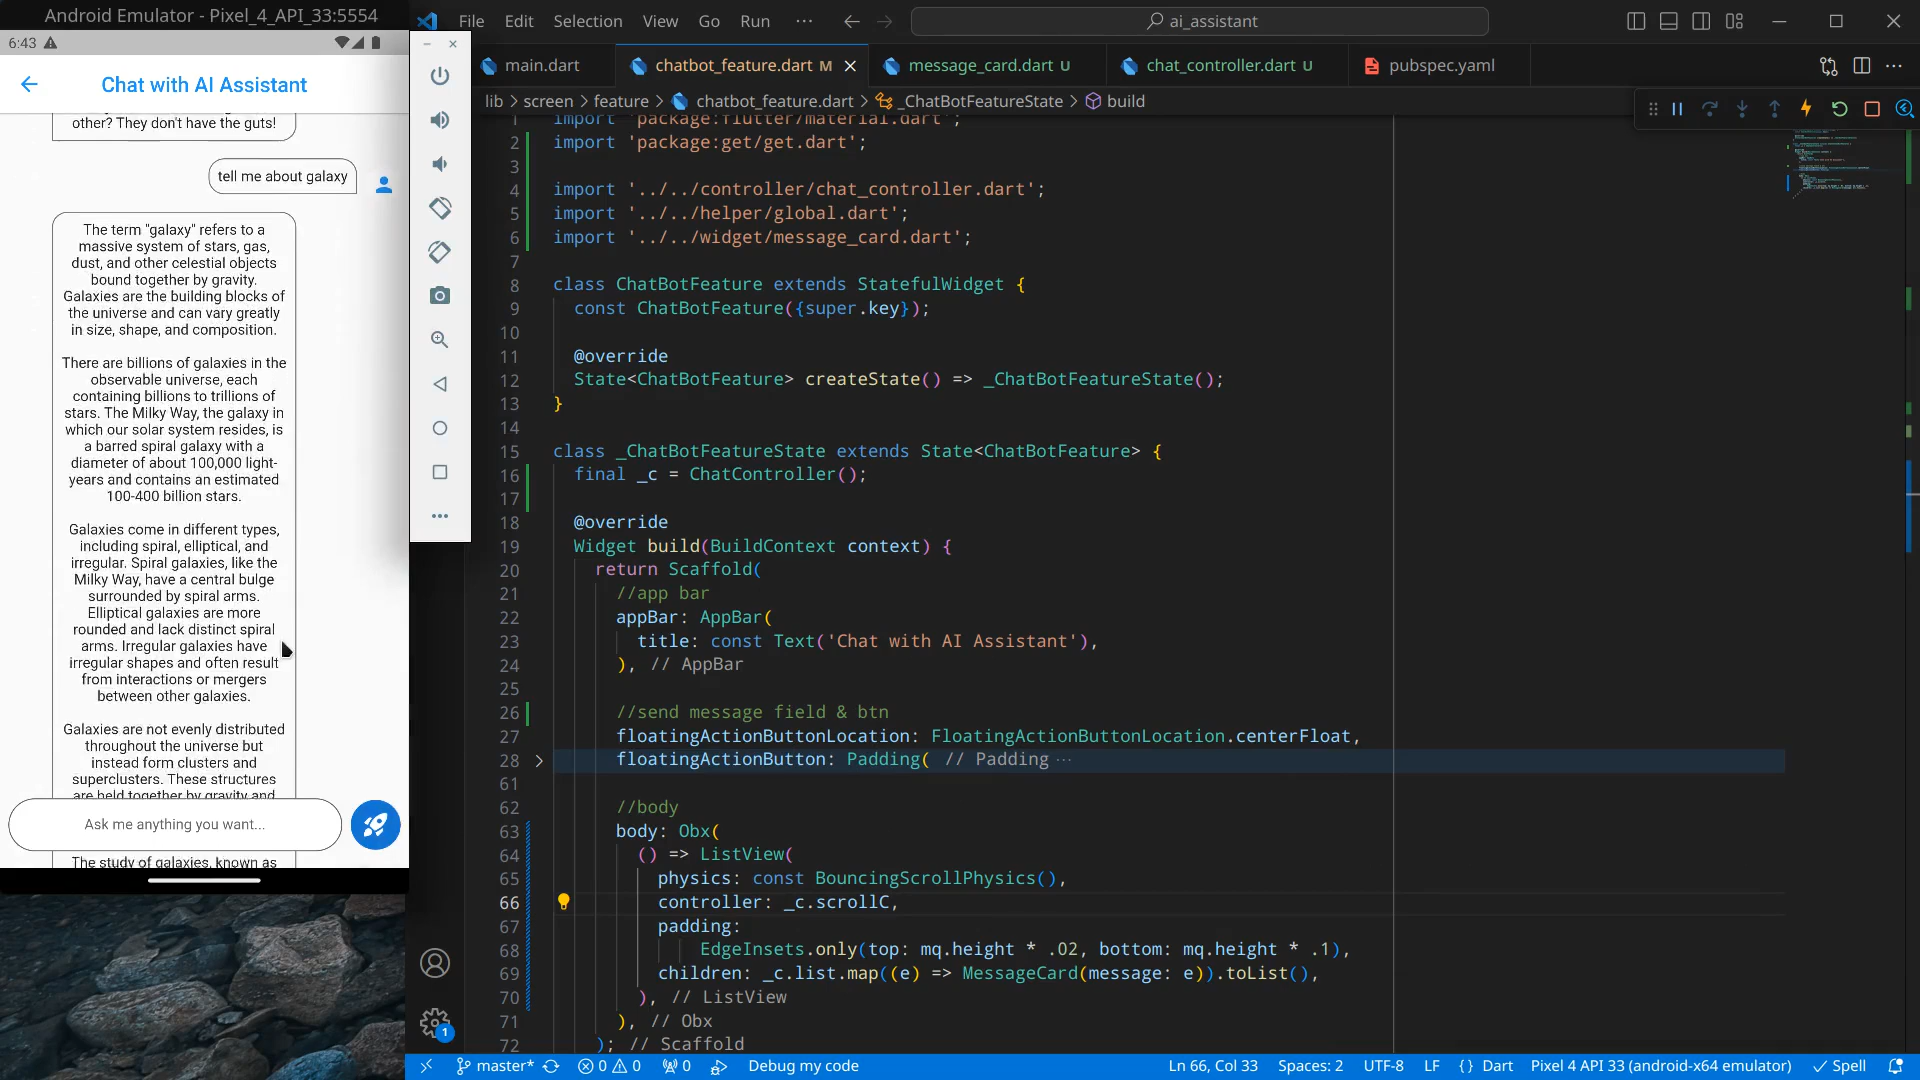 Android Emulator - Pixel_4_API_33:5554
6:43
Chat with AI Assistant
other? They don't have the guts!
tell me about galaxy
The term "galaxy" refers to a
massive system of stars, gas,
dust, and other celestial objects
bound together by gravity.
Galaxies are the building blocks of
the universe and can vary greatly
in size, shape, and composition.
There are billions of galaxies in the
observable universe, each
containing billions to trillions of
stars. The Milky Way, the galaxy in
which our solar system resides, is
a barred spiral galaxy with a
diameter of about 100,000 light-
years and contains an estimated
100-400 billion stars.
Galaxies come in different types,
including spiral, elliptical, and
irregular. Spiral galaxies, like the
Milky Way, have a central bulge
surrounded by spiral arms.
Elliptical galaxies are more
rounded and lack distinct spiral
arms. Irregular galaxies have
irregular shapes and often result
from interactions or mergers
between other galaxies.
Galaxies are not evenly distributed
throughout the universe but
instead form clusters and
superclusters. These structures
are held together by gravity and
Ask me anything you want...
The study of galaxies, known as
File Edit Selection View Go Run ··· ai_assistant
main.dart chatbot_feature.dart M message_card.dart U chat_controller.dart U pubspec.yaml
lib > screen > feature > chatbot_feature.dart > _ChatBotFeatureState > build
1 import 'package:flutter/material.dart';
2 import 'package:get/get.dart';
3
4 import '../../controller/chat_controller.dart';
5 import '../../helper/global.dart';
6 import '../../widget/message_card.dart';
7
8 class ChatBotFeature extends StatefulWidget {
9 const ChatBotFeature({super.key});
10
11 @override
12 State<ChatBotFeature> createState() => _ChatBotFeatureState();
13 }
14
15 class _ChatBotFeatureState extends State<ChatBotFeature> {
16 final _c = ChatController();
17
18 @override
19 Widget build(BuildContext context) {
20 return Scaffold(
21 //app bar
22 appBar: AppBar(
23 title: const Text('Chat with AI Assistant'),
24 ), // AppBar
25
26 //send message field & btn
27 floatingActionButtonLocation: FloatingActionButtonLocation.centerFloat,
28 floatingActionButton: Padding( // Padding ···
61
62 //body
63 body: Obx(
64 () => ListView(
65 physics: const BouncingScrollPhysics(),
66 controller: _c.scrollC,
67 padding:
68 EdgeInsets.only(top: mq.height * .02, bottom: mq.height * .1),
69 children: _c.list.map((e) => MessageCard(message: e)).toList(),
70 ), // ListView
71 ), // Obx
72 ); // Scaffold
1
master* 0 0 0 Debug my code Ln 66, Col 33 Spaces: 2 UTF-8 LF {} Dart Pixel 4 API 33 (android-x64 emulator) Spell